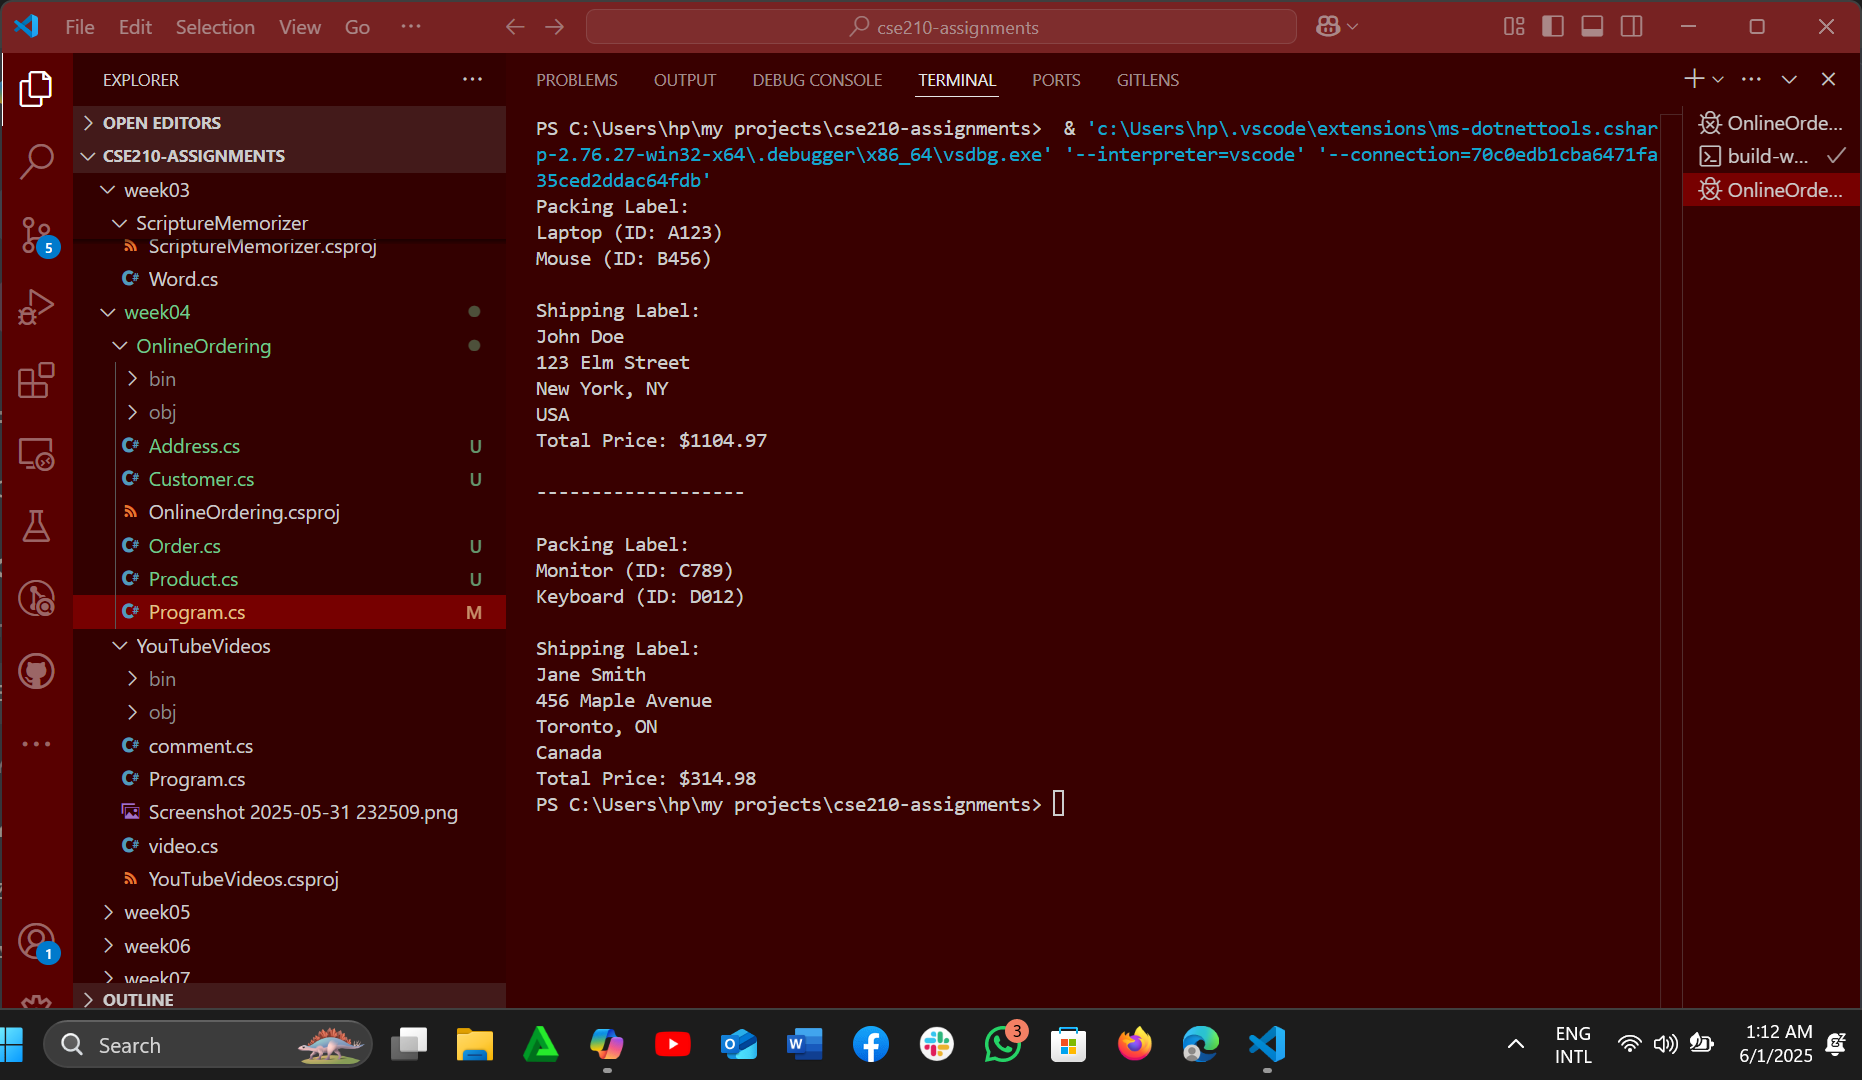 File Edit Selection View Go ···
cse210-assignments
EXPLORER
OPEN EDITORS
CSE210-ASSIGNMENTS
week03
ScriptureMemorizer
ScriptureMemorizer.csproj
Word.cs
week04
OnlineOrdering
bin
obj
Address.cs U
Customer.cs U
OnlineOrdering.csproj
Order.cs U
Product.cs U
Program.cs M
YouTubeVideos
bin
obj
comment.cs
Program.cs
Screenshot 2025-05-31 232509.png
video.cs
YouTubeVideos.csproj
week05
week06
week07
OUTLINE
5
1
PROBLEMS OUTPUT DEBUG CONSOLE TERMINAL PORTS GITLENS
PS C:\Users\hp\my projects\cse210-assignments>  & 'c:\Users\hp\.vscode\extensions\ms-dotnettools.cshar
p-2.76.27-win32-x64\.debugger\x86_64\vsdbg.exe' '--interpreter=vscode' '--connection=70c0edb1cba6471fa
35ced2ddac64fdb'
Packing Label:
Laptop (ID: A123)
Mouse (ID: B456)
Shipping Label:
John Doe
123 Elm Street
New York, NY
USA
Total Price: $1104.97
-------------------
Packing Label:
Monitor (ID: C789)
Keyboard (ID: D012)
Shipping Label:
Jane Smith
456 Maple Avenue
Toronto, ON
Canada
Total Price: $314.98
PS C:\Users\hp\my projects\cse210-assignments>
OnlineOrde...
build-w...
OnlineOrde...
Search
3
ENG
INTL
1:12 AM
6/1/2025